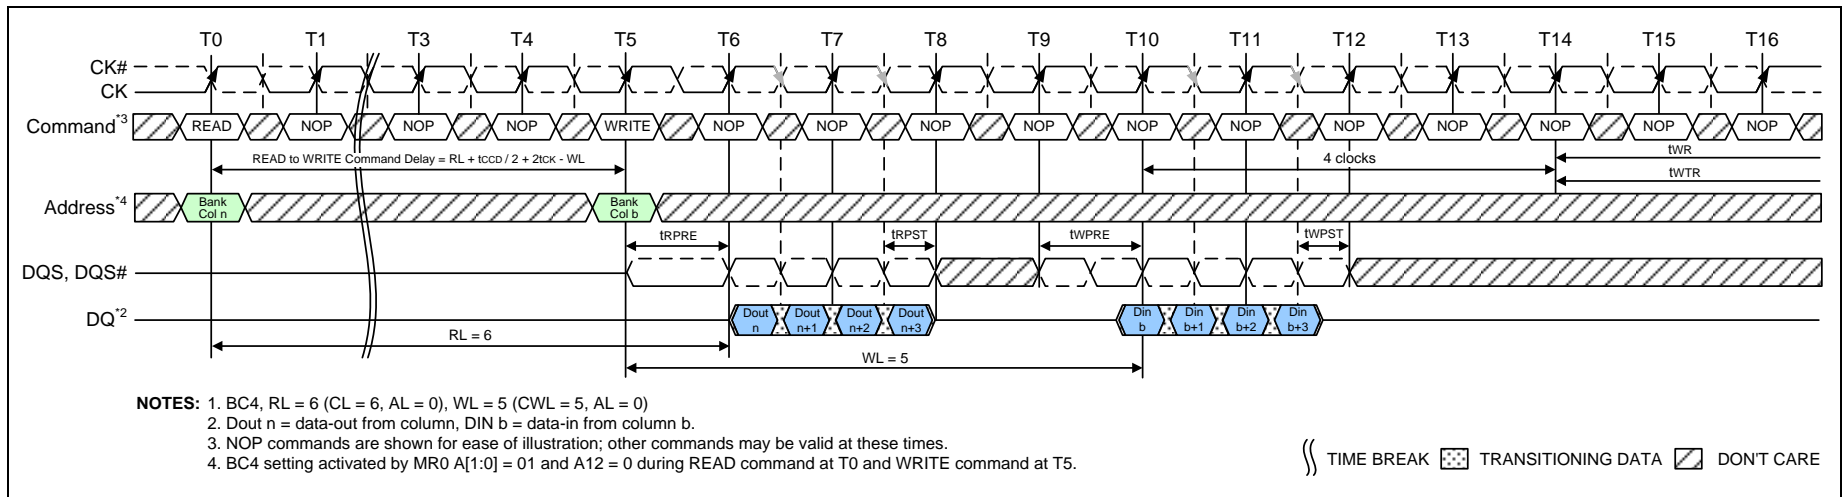 T0 T1 T3 T4 T5 T6 T7 T8 T9 T10 T11 T12 T13 T14 T15 T16
CK#
CK
Command*3 READ NOP NOP NOP WRITE NOP NOP NOP NOP NOP NOP NOP NOP NOP NOP NOP
READ to WRITE Command Delay = RL + tCCD / 2 + 2tCK - WL
4 clocks
tWR
tWTR
Address*4 Bank Col n Bank Col b
tRPRE tRPST tWPRE tWPST
DQS, DQS#
DQ*2 Dout n Dout n+1 Dout n+2 Dout n+3 Din b Din b+1 Din b+2 Din b+3
RL = 6
WL = 5
NOTES: 1. BC4, RL = 6 (CL = 6, AL = 0), WL = 5 (CWL = 5, AL = 0)
2. Dout n = data-out from column, DIN b = data-in from column b.
3. NOP commands are shown for ease of illustration; other commands may be valid at these times.
4. BC4 setting activated by MR0 A[1:0] = 01 and A12 = 0 during READ command at T0 and WRITE command at T5.
TIME BREAK TRANSITIONING DATA DON'T CARE